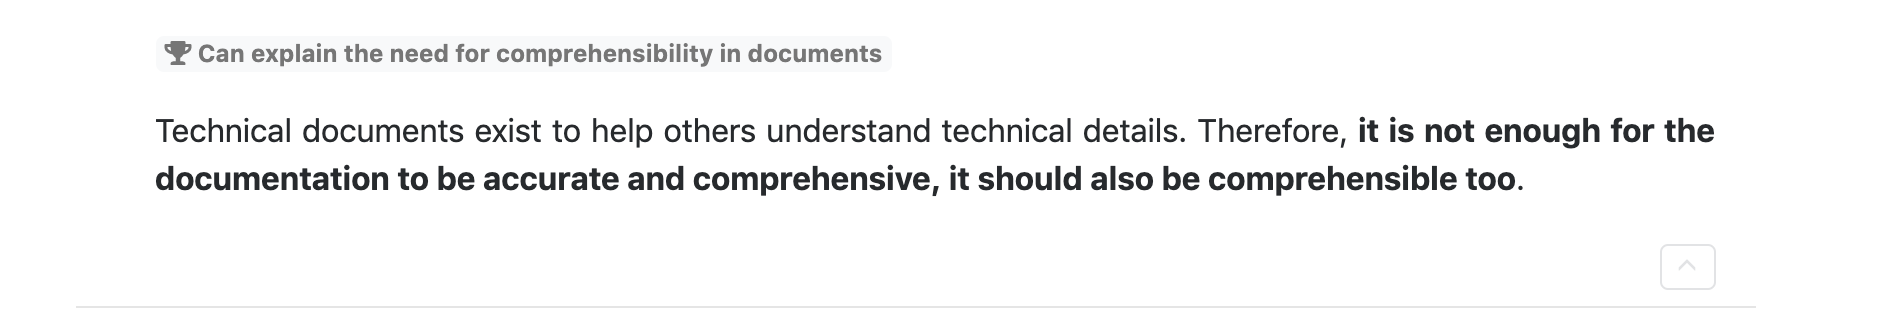 Can explain the need for comprehensibility in documents
Technical documents exist to help others understand technical details. Therefore, it is not enough for the
documentation to be accurate and comprehensive, it should also be comprehensible too.